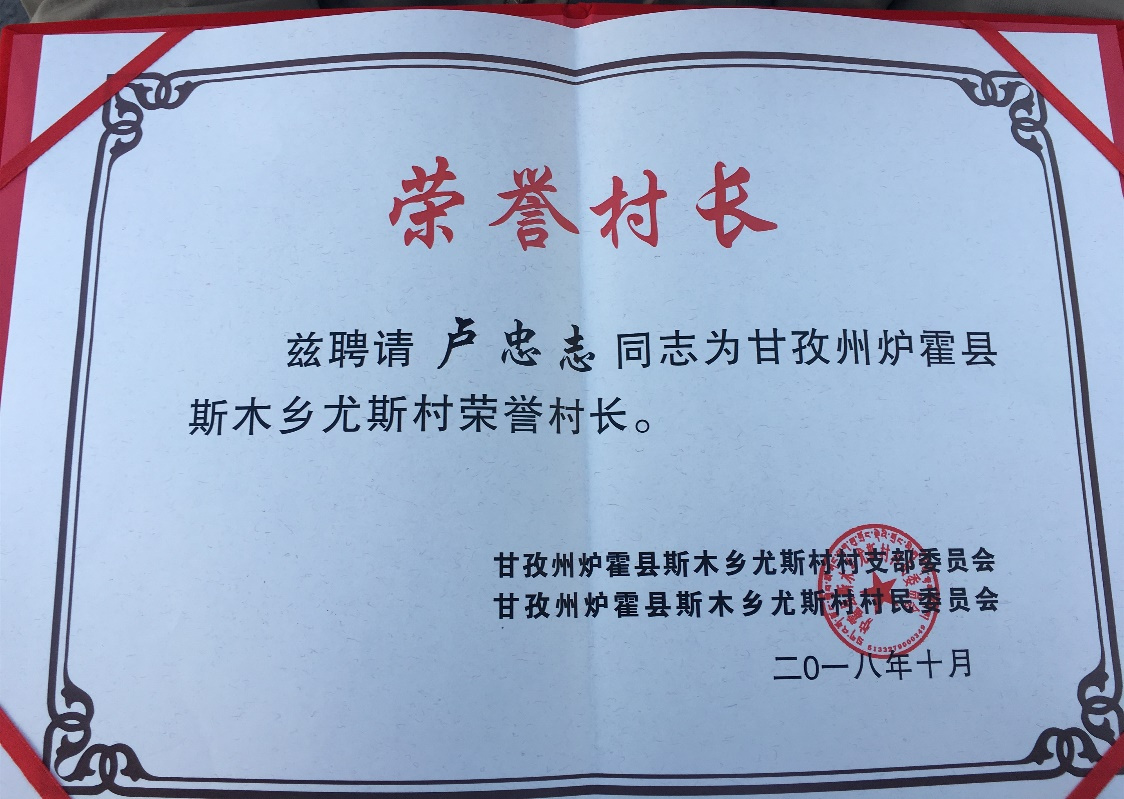 荣誉村长
兹聘请 卢忠志 同志为甘孜州炉霍县
斯木乡尤斯村荣誉村长。
甘孜州炉霍县斯木乡尤斯村村支部委员会
甘孜州炉霍县斯木乡尤斯村村民委员会
二0一八年十月